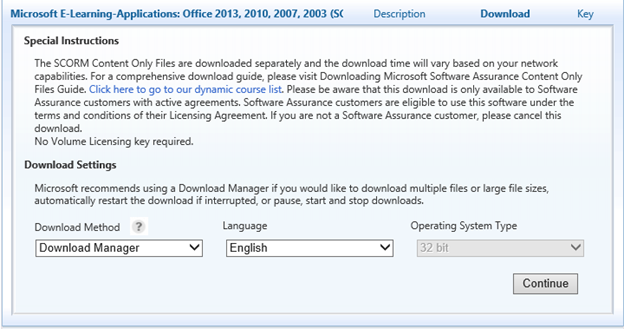 Microsoft E-Learning-Applications: Office 2013, 2010, 2007, 2003 (SC Description Download Key
Special Instructions
The SCORM Content Only Files are downloaded separately and the download time will vary based on your network
capabilities. For a comprehensive download guide, please visit Downloading Microsoft Software Assurance Content Only
Files Guide. Click here to go to our dynamic course list. Please be aware that this download is only available to Software
Assurance customers with active agreements. Software Assurance customers are eligible to use this software under the
terms and conditions of their Licensing Agreement. If you are not a Software Assurance customer, please cancel this
download.
No Volume Licensing key required.
Download Settings
Microsoft recommends using a Download Manager if you would like to download multiple files or large file sizes,
automatically restart the download if interrupted, or pause, start and stop downloads.
Download Method ? Language Operating System Type
Download Manager English 32 bit
Continue